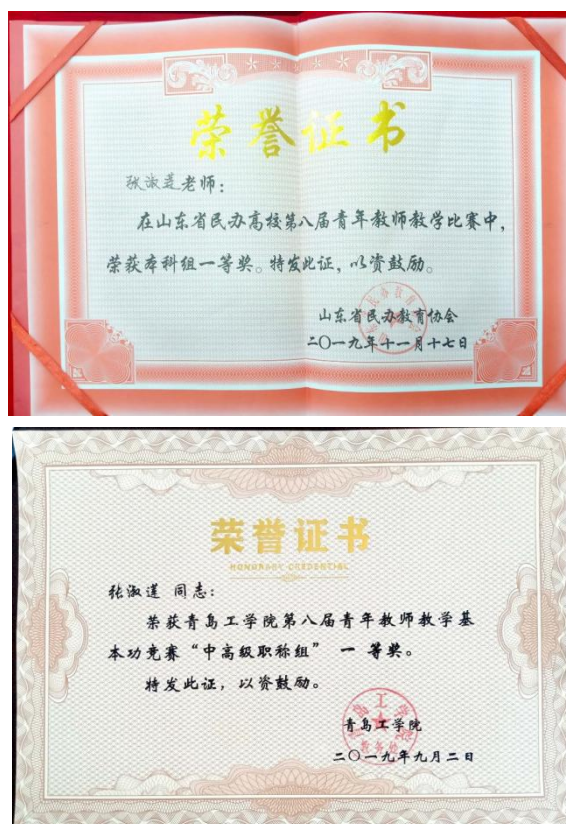 荣誉证书
张淑莲老师：
在山东省民办高校第八届青年教师教学比赛中，
荣获本科组一等奖。特发此证，以资鼓励。
山东省民办教育协会
二〇一九年十一月十七日
荣誉证书
HONORARY CREDENTIAL
张淑莲 同志：
荣获青岛工学院第八届青年教师教学基
本功竞赛“中高级职称组” 一 等奖。
特发此证，以资鼓励。
青岛工学院
二〇一九年九月二日